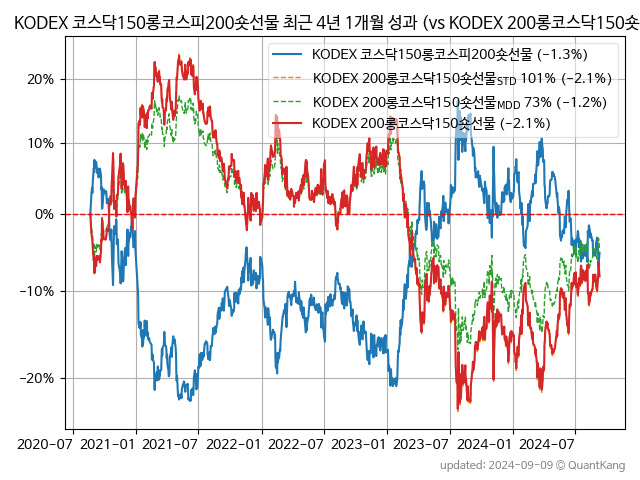 KODEX 코스닥150롱코스피200숏선물 최근 4년 1개월 성과 (vs KODEX 200롱코스닥150숏
KODEX 코스닥150롱코스피200숏선물 (−1.3%)
KODEX 200롱코스닥150숏선물STD 101% (−2.1%)
KODEX 200롱코스닥150숏선물MDD 73% (−1.2%)
KODEX 200롱코스닥150숏선물 (−2.1%)
20%
10%
0%
−10%
−20%
2020-07 2021-01 2021-07 2022-01 2022-07 2023-01 2023-07 2024-01 2024-07
updated: 2024-09-09 © QuantKang